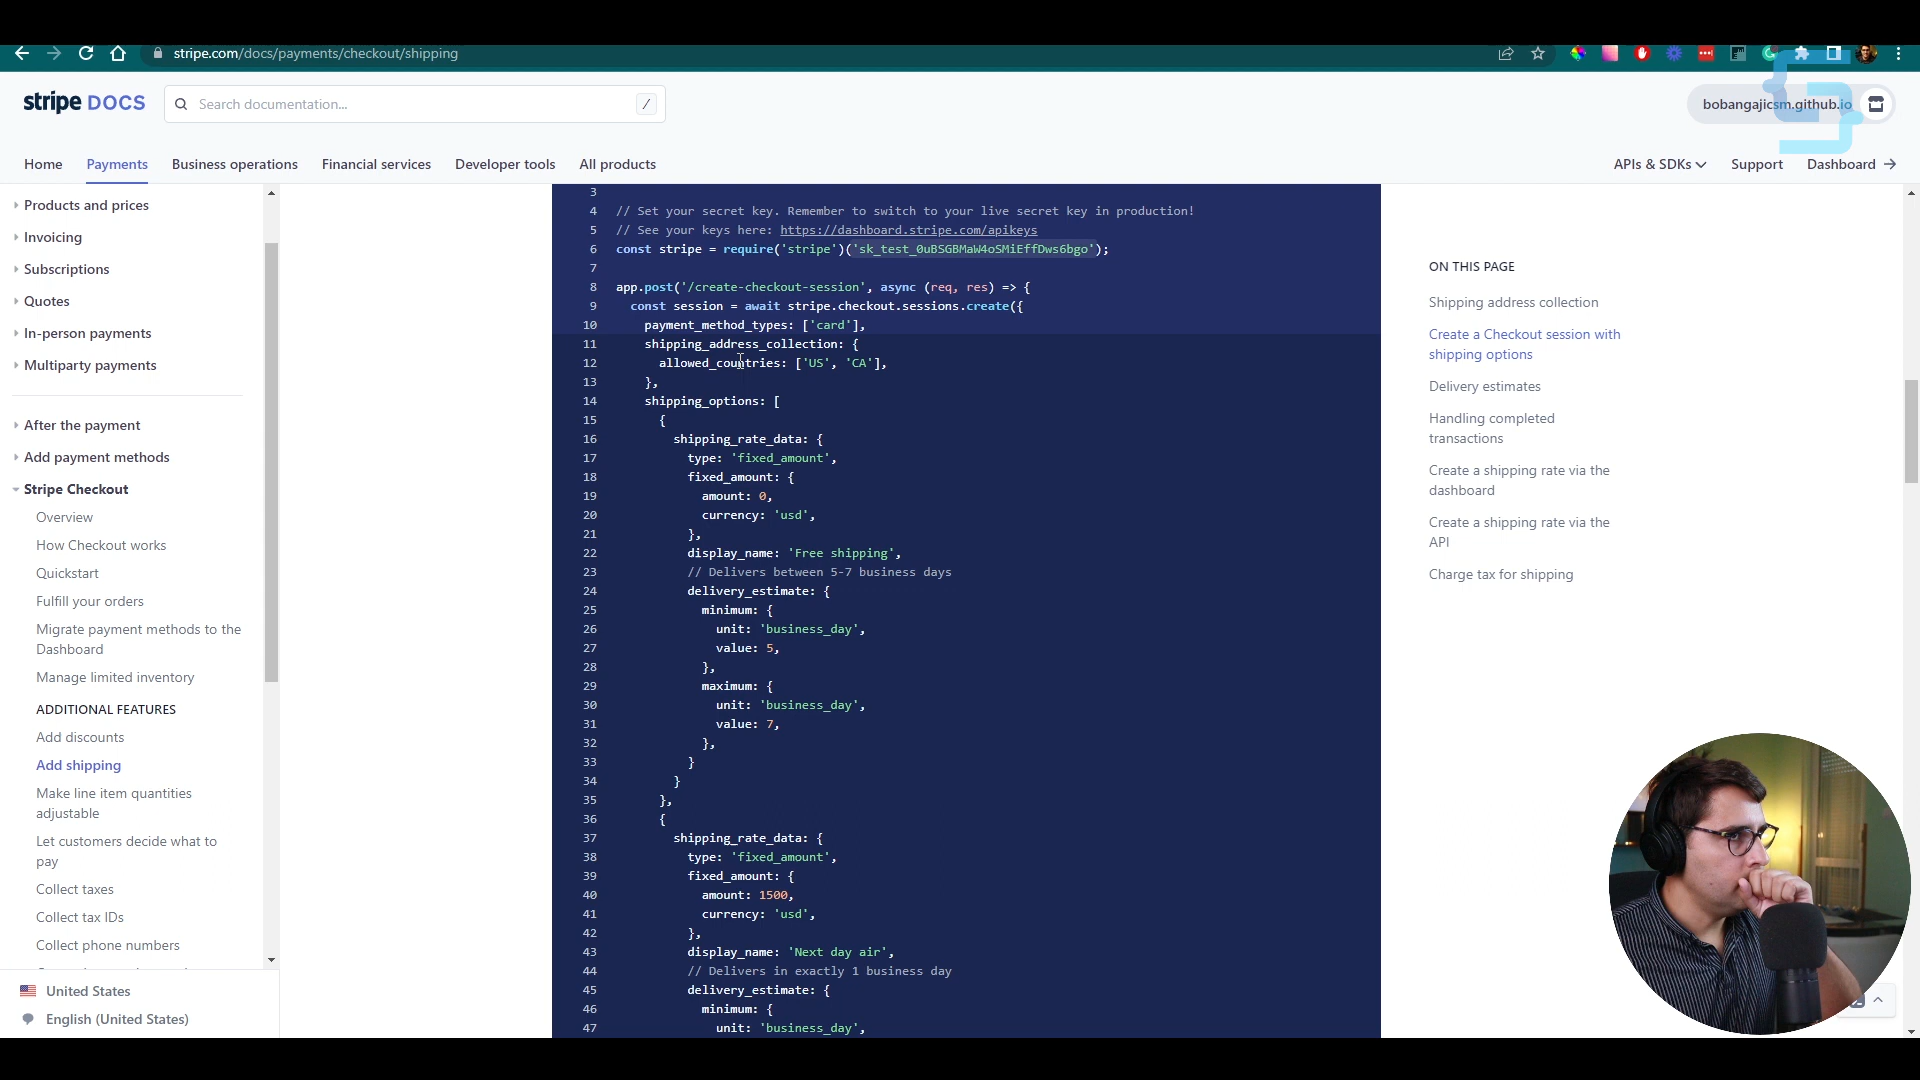 stripe.com/docs/payments/checkout/shipping
stripe DOCS
Search documentation...
/
bobangajicsm.github.io
Home
Payments
Business operations
Financial services
Developer tools
All products
APIs & SDKs
Support
Dashboard
Products and prices
Invoicing
Subscriptions
Quotes
In-person payments
Multiparty payments
After the payment
Add payment methods
Stripe Checkout
Overview
How Checkout works
Quickstart
Fulfill your orders
Migrate payment methods to the
Dashboard
Manage limited inventory
ADDITIONAL FEATURES
Add discounts
Add shipping
Make line item quantities
adjustable
Let customers decide what to
pay
Collect taxes
Collect tax IDs
Collect phone numbers
United States
English (United States)
3
4 // Set your secret key. Remember to switch to your live secret key in production!
5 // See your keys here: https://dashboard.stripe.com/apikeys
6 const stripe = require('stripe')('sk_test_0uBSGBMaW4oSMiEffDws6bgo');
7
8 app.post('/create-checkout-session', async (req, res) => {
9 const session = await stripe.checkout.sessions.create({
10 payment_method_types: ['card'],
11 shipping_address_collection: {
12 allowed_countries: ['US', 'CA'],
13 },
14 shipping_options: [
15 {
16 shipping_rate_data: {
17 type: 'fixed_amount',
18 fixed_amount: {
19 amount: 0,
20 currency: 'usd',
21 },
22 display_name: 'Free shipping',
23 // Delivers between 5-7 business days
24 delivery_estimate: {
25 minimum: {
26 unit: 'business_day',
27 value: 5,
28 },
29 maximum: {
30 unit: 'business_day',
31 value: 7,
32 },
33 }
34 }
35 },
36 {
37 shipping_rate_data: {
38 type: 'fixed_amount',
39 fixed_amount: {
40 amount: 1500,
41 currency: 'usd',
42 },
43 display_name: 'Next day air',
44 // Delivers in exactly 1 business day
45 delivery_estimate: {
46 minimum: {
47 unit: 'business_day',
ON THIS PAGE
Shipping address collection
Create a Checkout session with
shipping options
Delivery estimates
Handling completed
transactions
Create a shipping rate via the
dashboard
Create a shipping rate via the
API
Charge tax for shipping